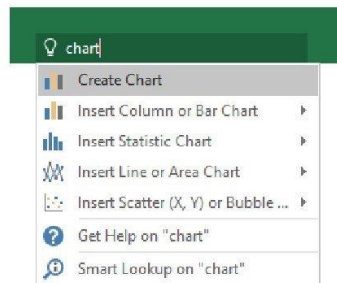 chart
Create Chart
Insert Column or Bar Chart
Insert Statistic Chart
Insert Line or Area Chart
Insert Scatter (X, Y) or Bubble ...
Get Help on "chart"
Smart Lookup on "chart"